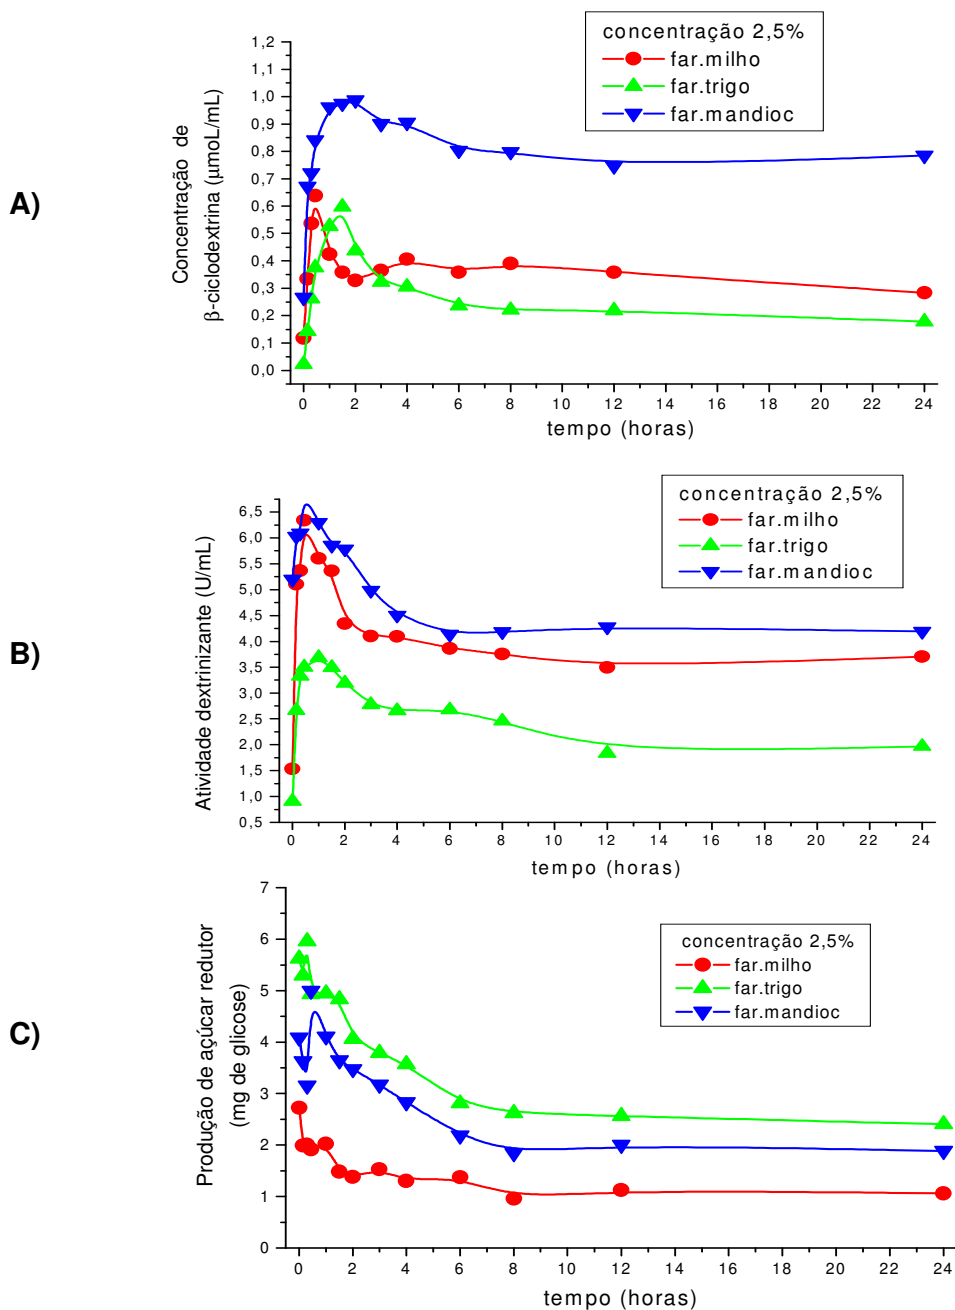 A)
concentração 2,5%
far.milho
far.trigo
far.mandioc
Concentração de
β-ciclodextrina (μmoL/mL)
1,2
1,1
1,0
0,9
0,8
0,7
0,6
0,5
0,4
0,3
0,2
0,1
0,0
0 2 4 6 8 10 12 14 16 18 20 22 24
tempo (horas)
B)
concentração 2,5%
far.milho
far.trigo
far.mandioc
Atividade dextrinizante (U/mL)
6,5
6,0
5,5
5,0
4,5
4,0
3,5
3,0
2,5
2,0
1,5
1,0
0,5
0 2 4 6 8 10 12 14 16 18 20 22 24
tempo (horas)
C)
concentração 2,5%
far.milho
far.trigo
far.mandioc
Produção de açúcar redutor
(mg de glicose)
7
6
5
4
3
2
1
0
0 2 4 6 8 10 12 14 16 18 20 22 24
tempo (horas)